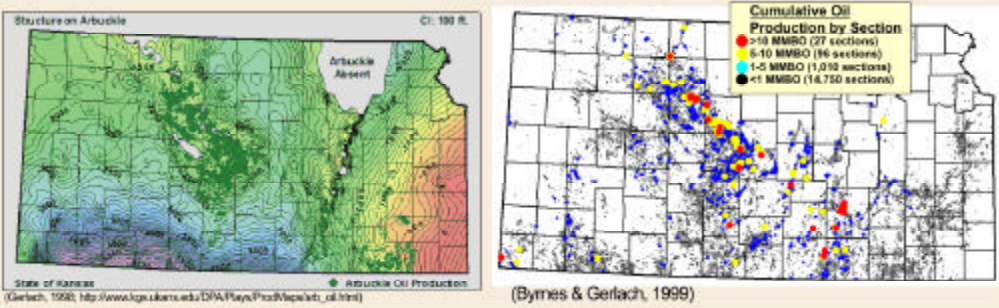 Structure on Arbuckle
CI: 100 ft.
Arbuckle
Absent
State of Kansas
Arbuckle Oil Production
(Gerlach, 1998; http://www.kgs.ukans.edu/DPA/Plays/ProdMaps/arb_oil.html)
Cumulative Oil
Production by Section
>10 MMBO (27 sections)
5-10 MMBO (96 sections)
1-5 MMBO (1,010 sections)
<1 MMBO (14,750 sections)
(Byrnes & Gerlach, 1999)